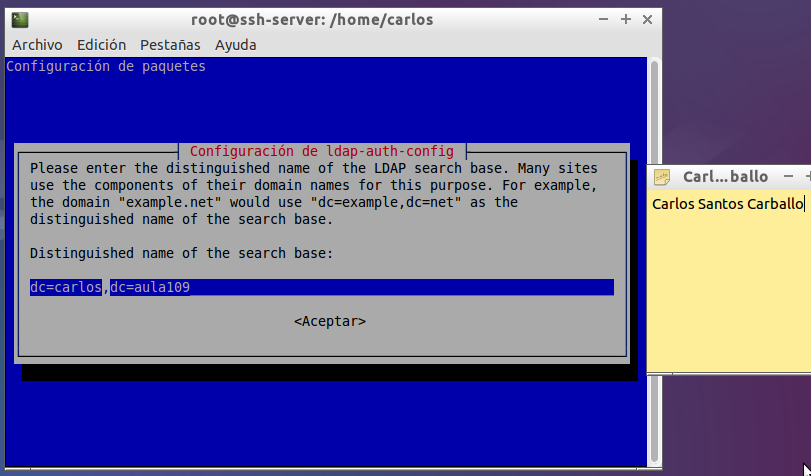 root@ssh-server: /home/carlos
Archivo Edición Pestañas Ayuda
Configuración de paquetes
Configuración de ldap-auth-config
Please enter the distinguished name of the LDAP search base. Many sites
use the components of their domain names for this purpose. For example,
the domain "example.net" would use "dc=example,dc=net" as the
distinguished name of the search base.
Distinguished name of the search base:
dc=carlos,dc=aula109
<Aceptar>
Carl...ballo
Carlos Santos Carballo